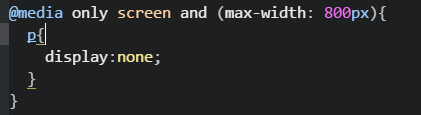 @media only screen and (max-width: 800px){
  p{
    display:none;
  }
}